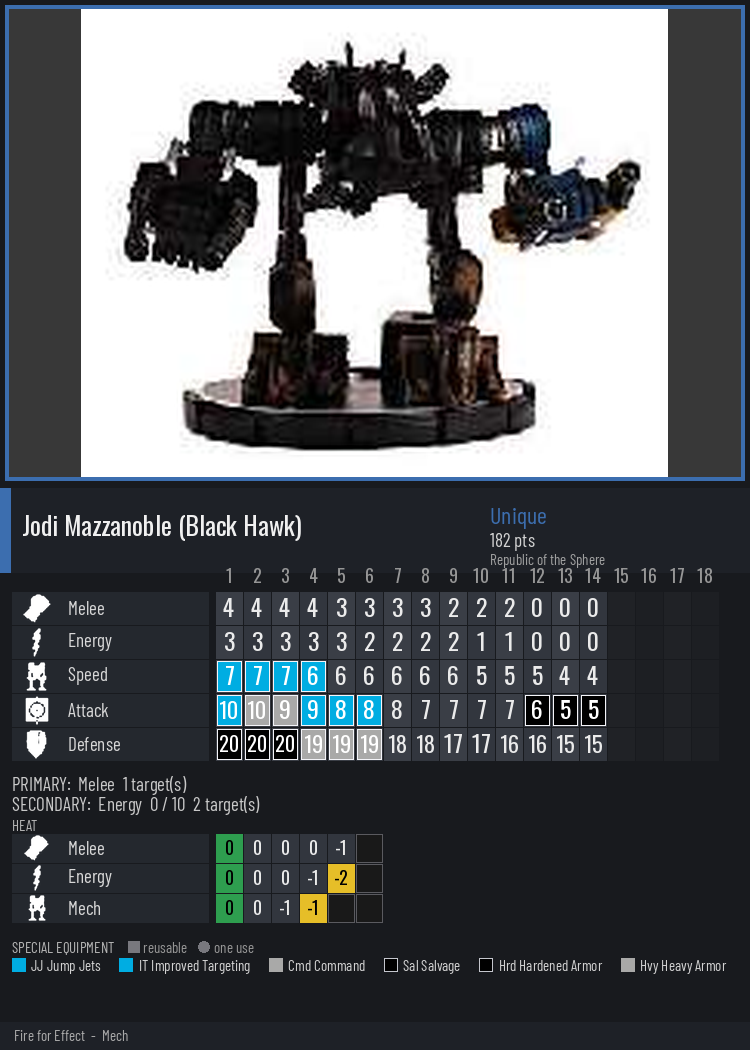 Jodi Mazzanoble (Black Hawk)
Unique
182 pts
Republic of the Sphere
1 2 3 4 5 6 7 8 9 10 11 12 13 14 15 16 17 18
Melee 4 4 4 4 3 3 3 3 2 2 2 0 0 0
Energy 3 3 3 3 3 2 2 2 2 1 1 0 0 0
Speed 7 7 7 6 6 6 6 6 6 5 5 5 4 4
Attack 10 10 9 9 8 8 8 7 7 7 7 6 5 5
Defense 20 20 20 19 19 19 18 18 17 17 16 16 15 15
PRIMARY: Melee 1 target(s)
SECONDARY: Energy 0 / 10 2 target(s)
HEAT
Melee 0 0 0 0 -1
Energy 0 0 0 -1 -2
Mech 0 0 -1 -1
SPECIAL EQUIPMENT reusable one use
JJ Jump Jets IT Improved Targeting Cmd Command Sal Salvage Hrd Hardened Armor Hvy Heavy Armor
Fire for Effect - Mech